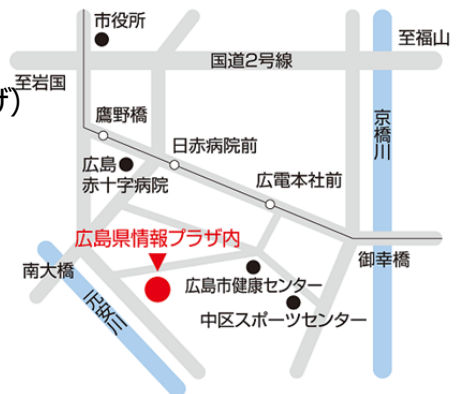 市役所
至福山
国道2号線
至岩国
ザ)
鷹野橋
京橋川
日赤病院前
広島
赤十字病院
広電本社前
広島県情報プラザ内
御幸橋
南大橋
広島市健康センター
元安川
中区スポーツセンター